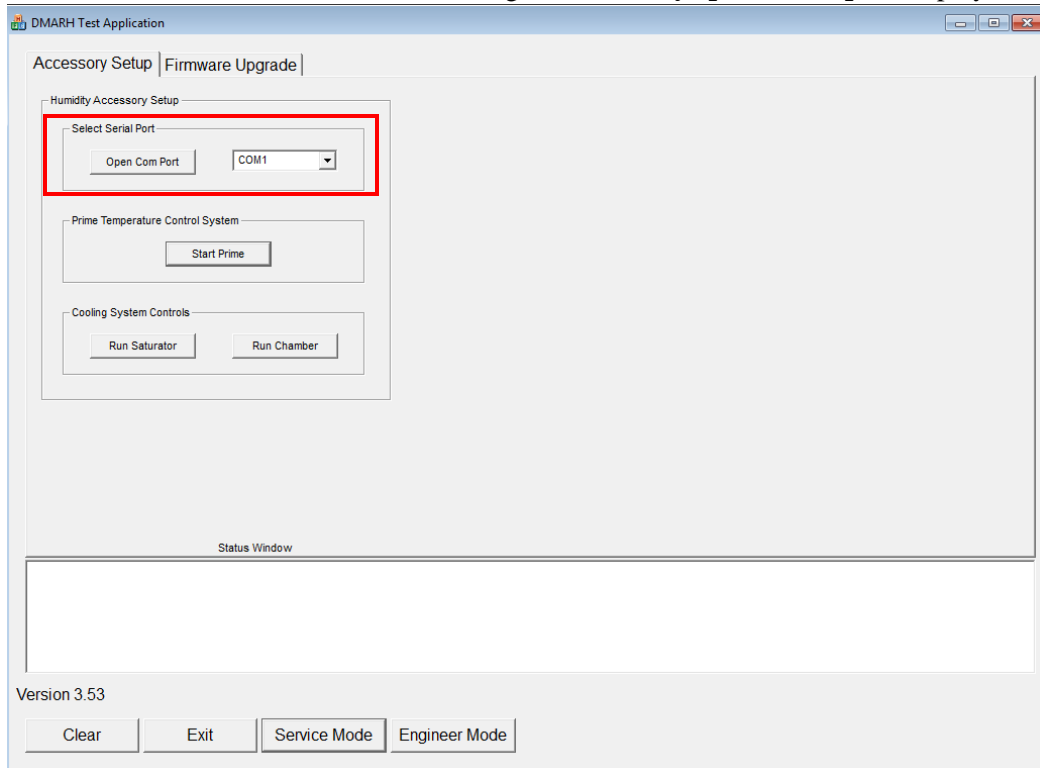 DMARH Test Application
Accessory Setup Firmware Upgrade
Humidity Accessory Setup
Select Serial Port
Open Com Port COM1
Prime Temperature Control System
Start Prime
Cooling System Controls
Run Saturator Run Chamber
Status Window
Version 3.53
Clear Exit Service Mode Engineer Mode